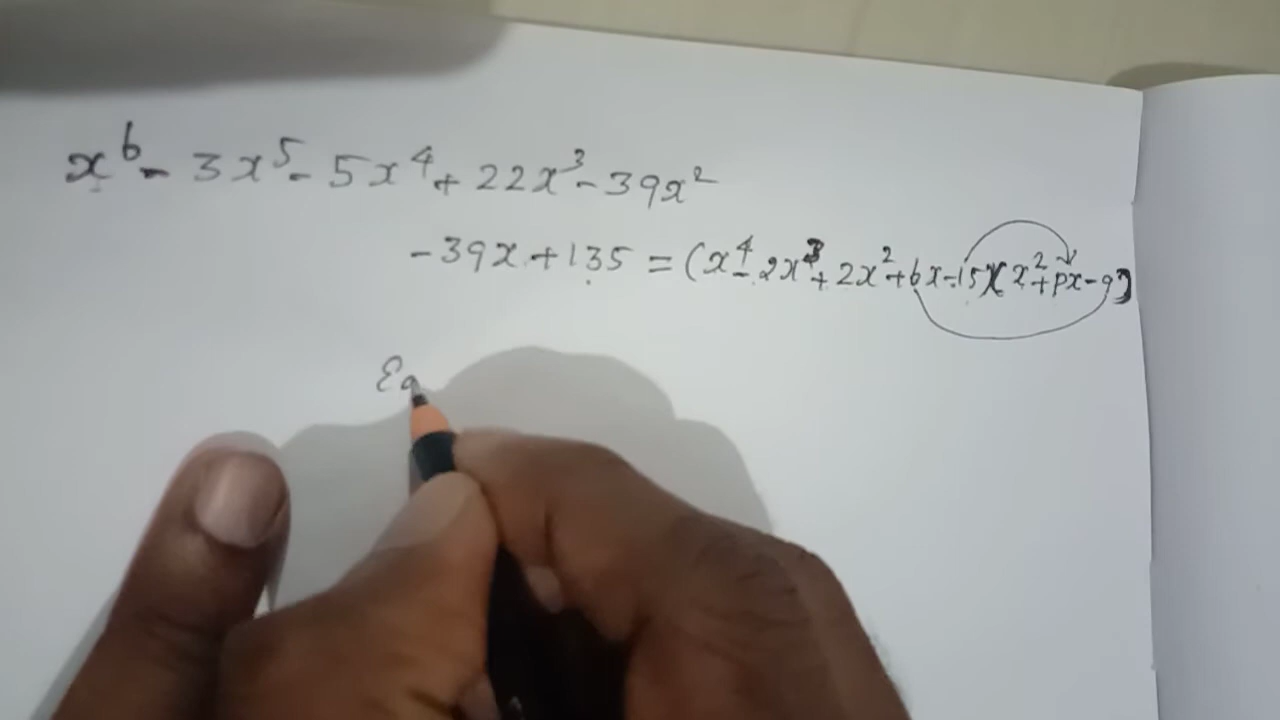 x⁶ - 3x⁵ - 5x⁴ + 22x³ - 39x²
- 39x + 135 = (x⁴ - 2x³ + 2x² + 6x - 15)(x² + px - 9)
Eq